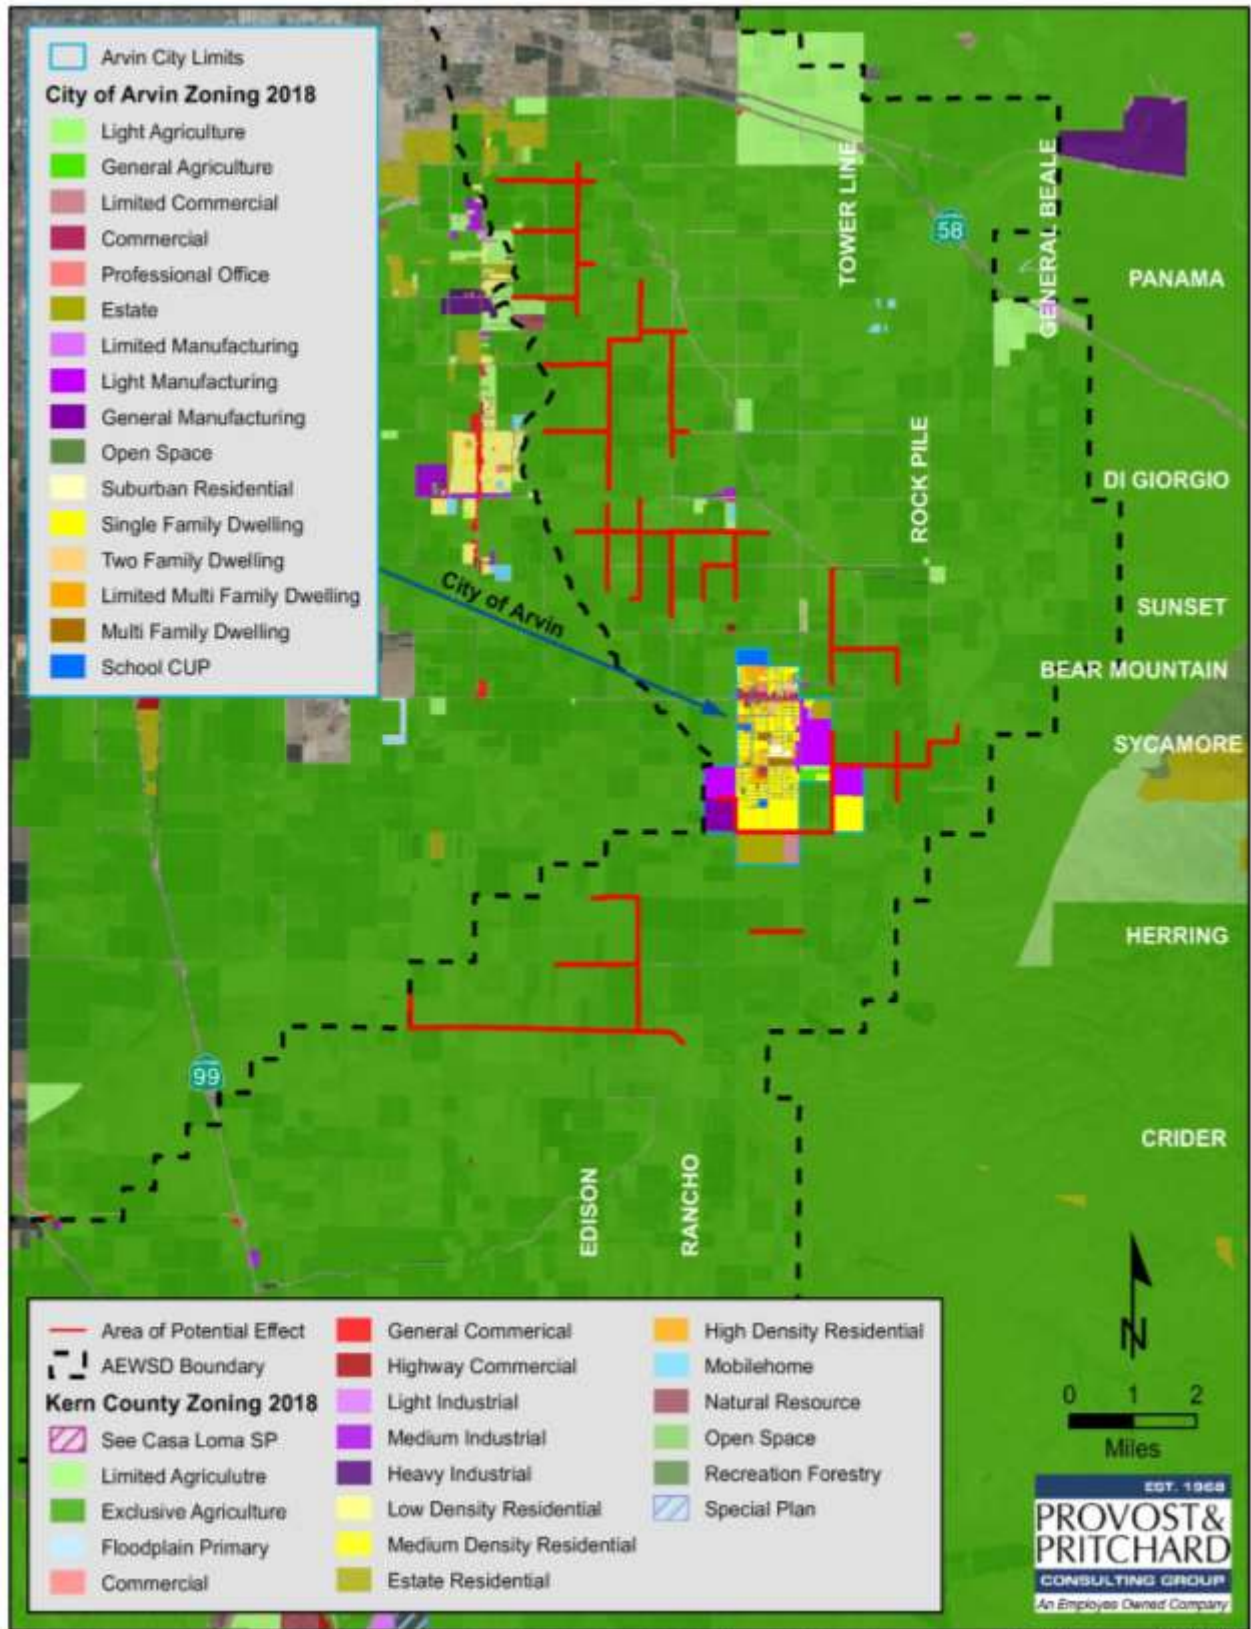 Arvin City Limits
City of Arvin Zoning 2018
Light Agriculture
General Agriculture
Limited Commercial
Commercial
Professional Office
Estate
Limited Manufacturing
Light Manufacturing
General Manufacturing
Open Space
Suburban Residential
Single Family Dwelling
Two Family Dwelling
Limited Multi Family Dwelling
Multi Family Dwelling
School CUP
TOWER LINE
GENERAL BEALE
58
PANAMA
ROCK PILE
DI GIORGIO
SUNSET
City of Arvin
BEAR MOUNTAIN
SYCAMORE
HERRING
99
CRIDER
EDISON
RANCHO
N
0 1 2
Miles
Area of Potential Effect
AEWSD Boundary
Kern County Zoning 2018
See Casa Loma SP
Limited Agriculutre
Exclusive Agriculture
Floodplain Primary
Commercial
General Commerical
Highway Commercial
Light Industrial
Medium Industrial
Heavy Industrial
Low Density Residential
Medium Density Residential
Estate Residential
High Density Residential
Mobilehome
Natural Resource
Open Space
Recreation Forestry
Special Plan
EST. 1968
PROVOST&
PRITCHARD
CONSULTING GROUP
An Employee Owned Company